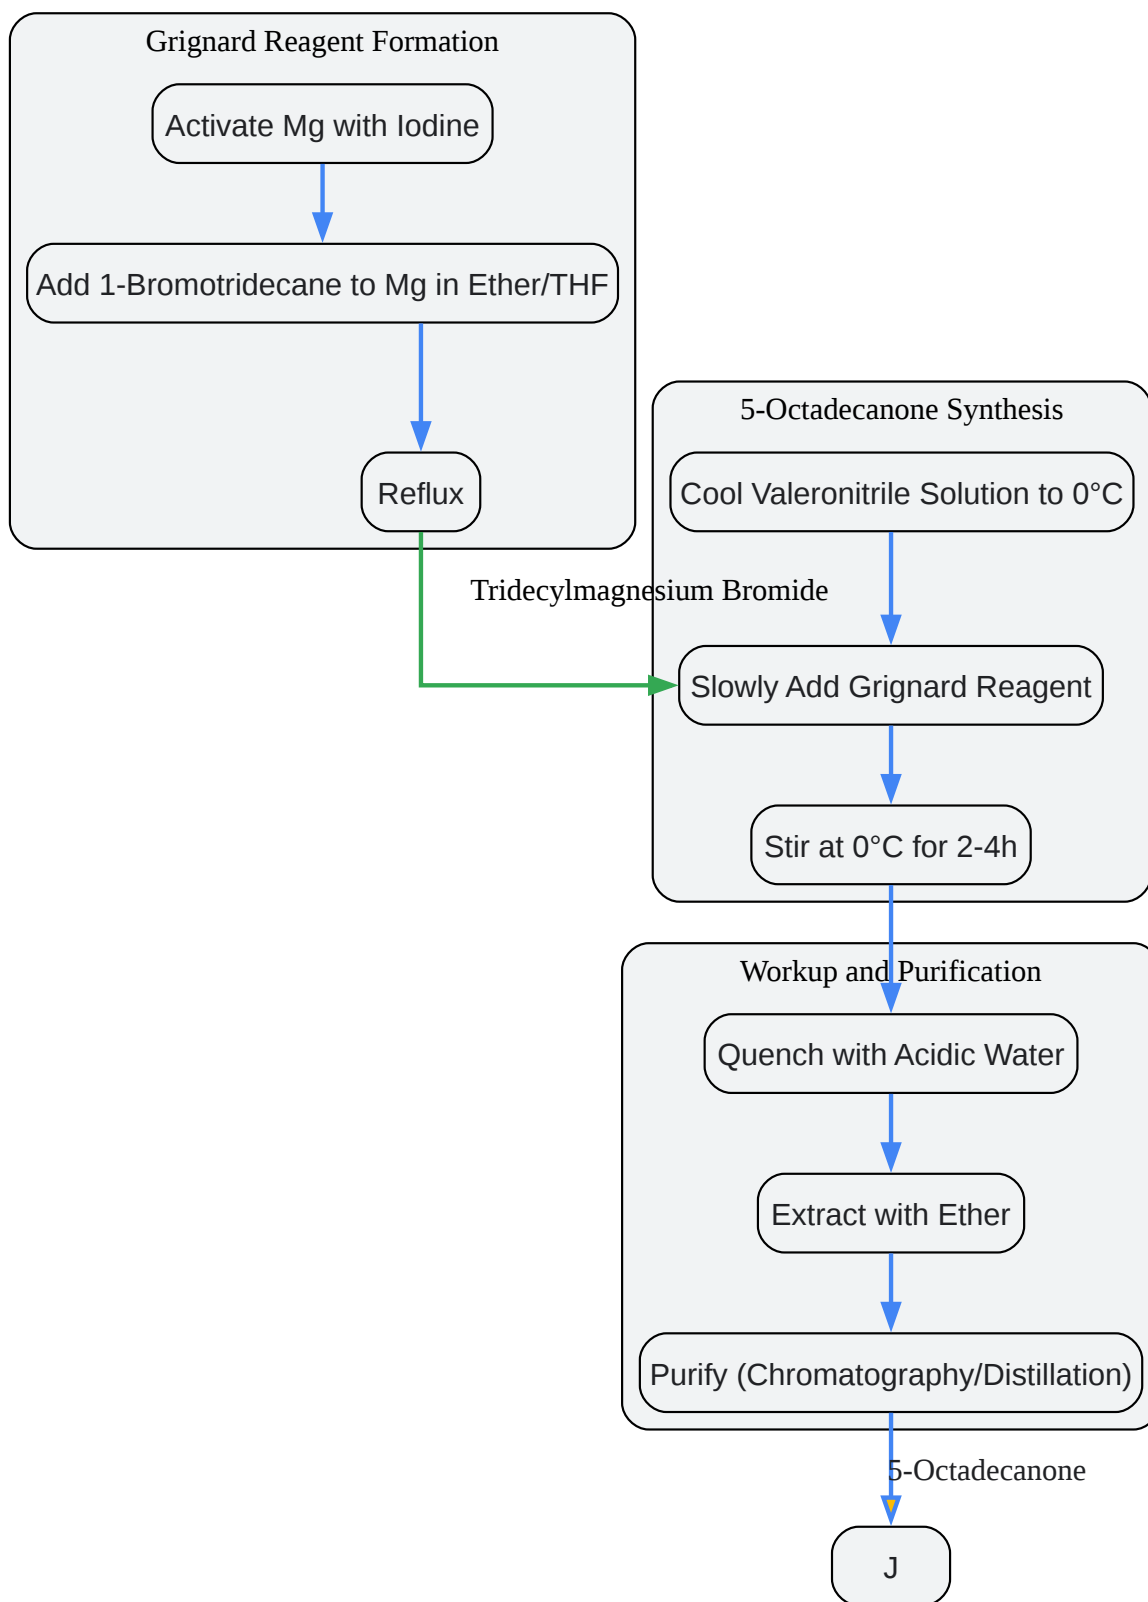 Grignard Reagent Formation
Activate Mg with Iodine
Add 1-Bromotridecane to Mg in Ether/THF
Reflux
Tridecylmagnesium Bromide
5-Octadecanone Synthesis
Cool Valeronitrile Solution to 0°C
Slowly Add Grignard Reagent
Stir at 0°C for 2-4h
Workup and Purification
Quench with Acidic Water
Extract with Ether
Purify (Chromatography/Distillation)
5-Octadecanone
J